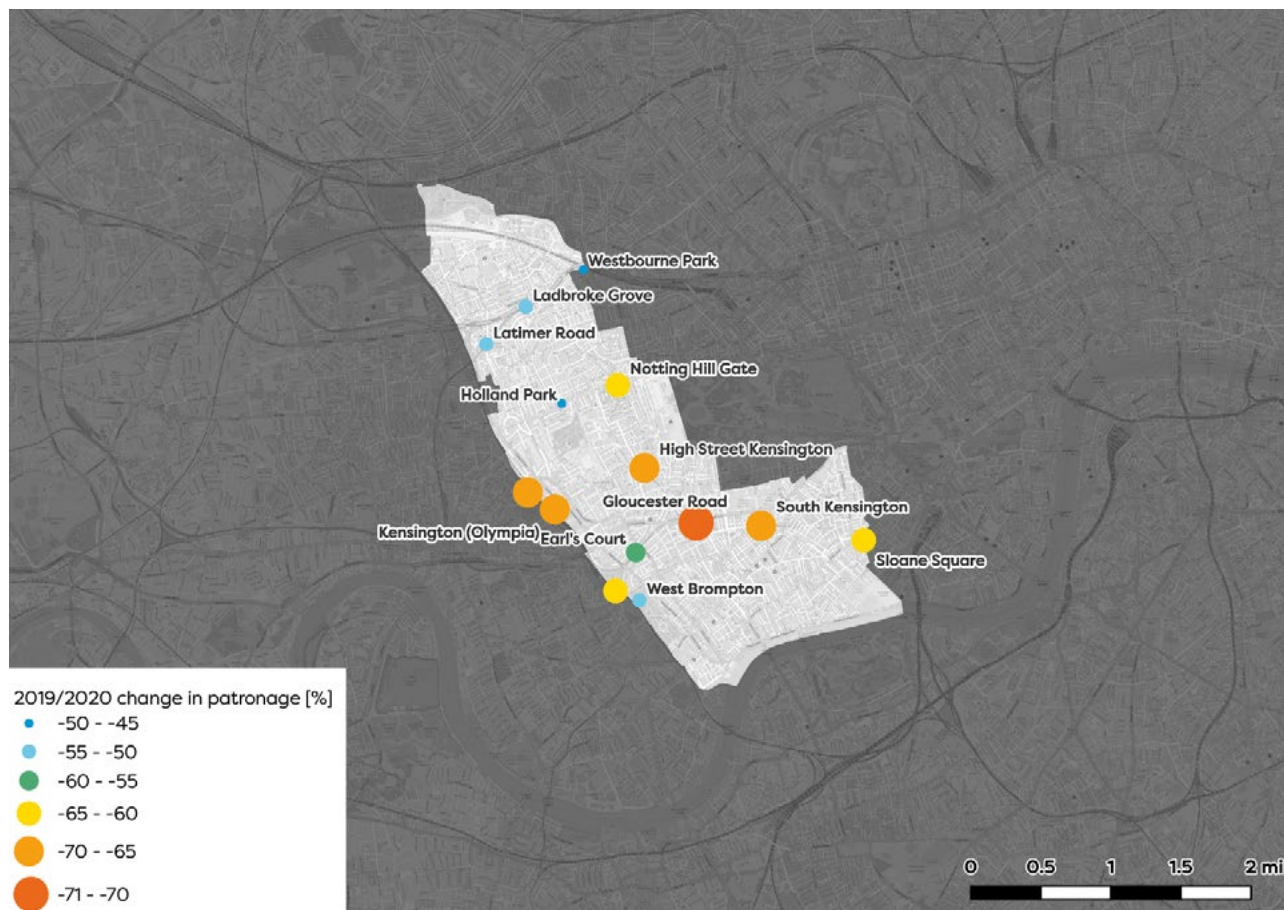 Westbourne Park
Ladbroke Grove
Latimer Road
Notting Hill Gate
Holland Park
High Street Kensington
Gloucester Road
South Kensington
Kensington (Olympia)
Earl's Court
Sloane Square
West Brompton
2019/2020 change in patronage [%]
-50 - -45
-55 - -50
-60 - -55
-65 - -60
-70 - -65
-71 - -70
0 0.5 1 1.5 2 mi